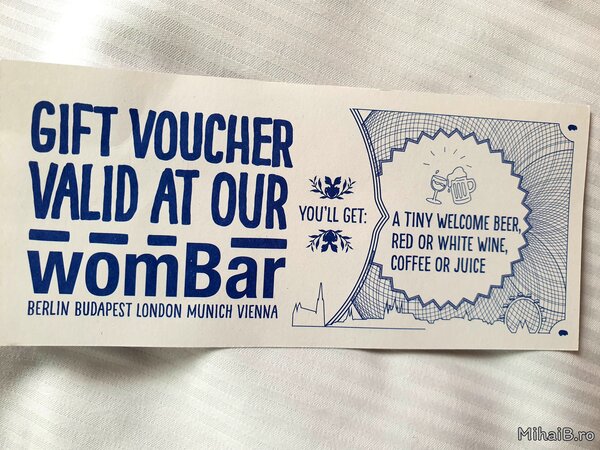 GIFT VOUCHER
VALID AT OUR
womBar
BERLIN BUDAPEST LONDON MUNICH VIENNA
YOU'LL GET:
A TINY WELCOME BEER,
RED OR WHITE WINE,
COFFEE OR JUICE
MihaiB.ro